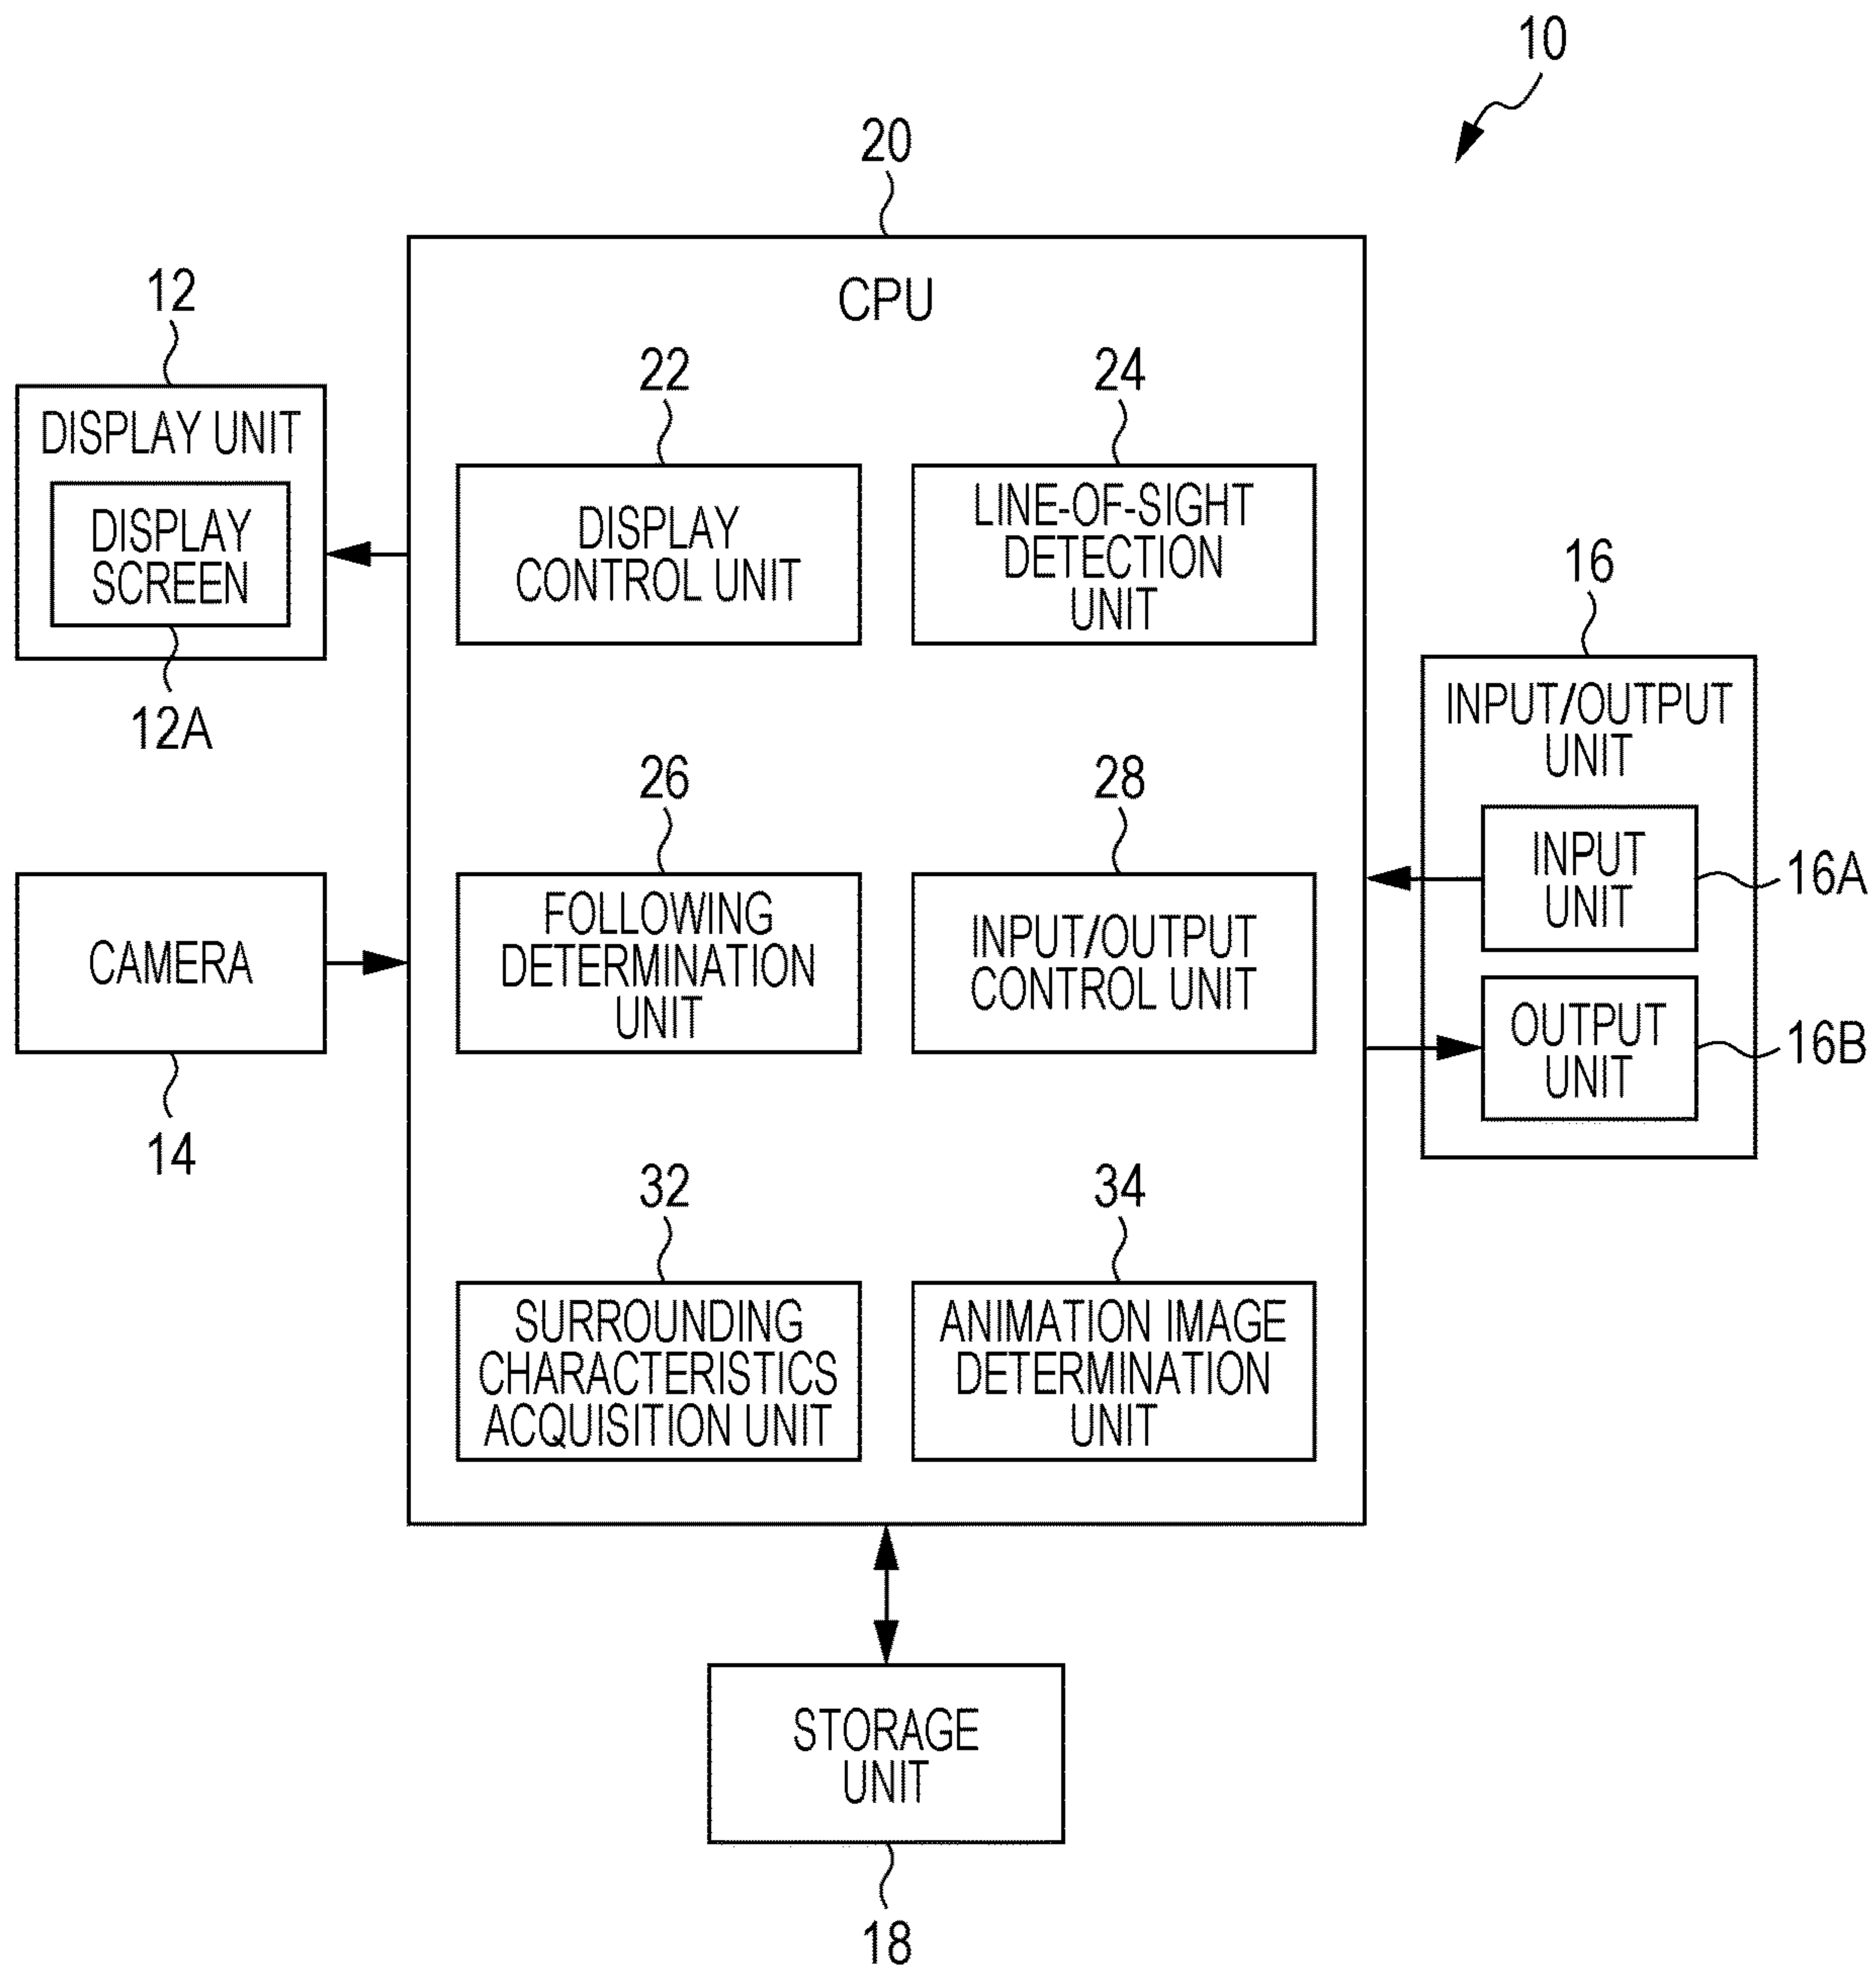 10
20
CPU
12
DISPLAY UNIT
DISPLAY
SCREEN
12A
22
DISPLAY
CONTROL UNIT
24
LINE-OF-SIGHT
DETECTION
UNIT
16
INPUT/OUTPUT
UNIT
INPUT
UNIT
16A
OUTPUT
UNIT
16B
26
FOLLOWING
DETERMINATION
UNIT
28
INPUT/OUTPUT
CONTROL UNIT
CAMERA
14
32
SURROUNDING
CHARACTERISTICS
ACQUISITION UNIT
34
ANIMATION IMAGE
DETERMINATION
UNIT
STORAGE
UNIT
18